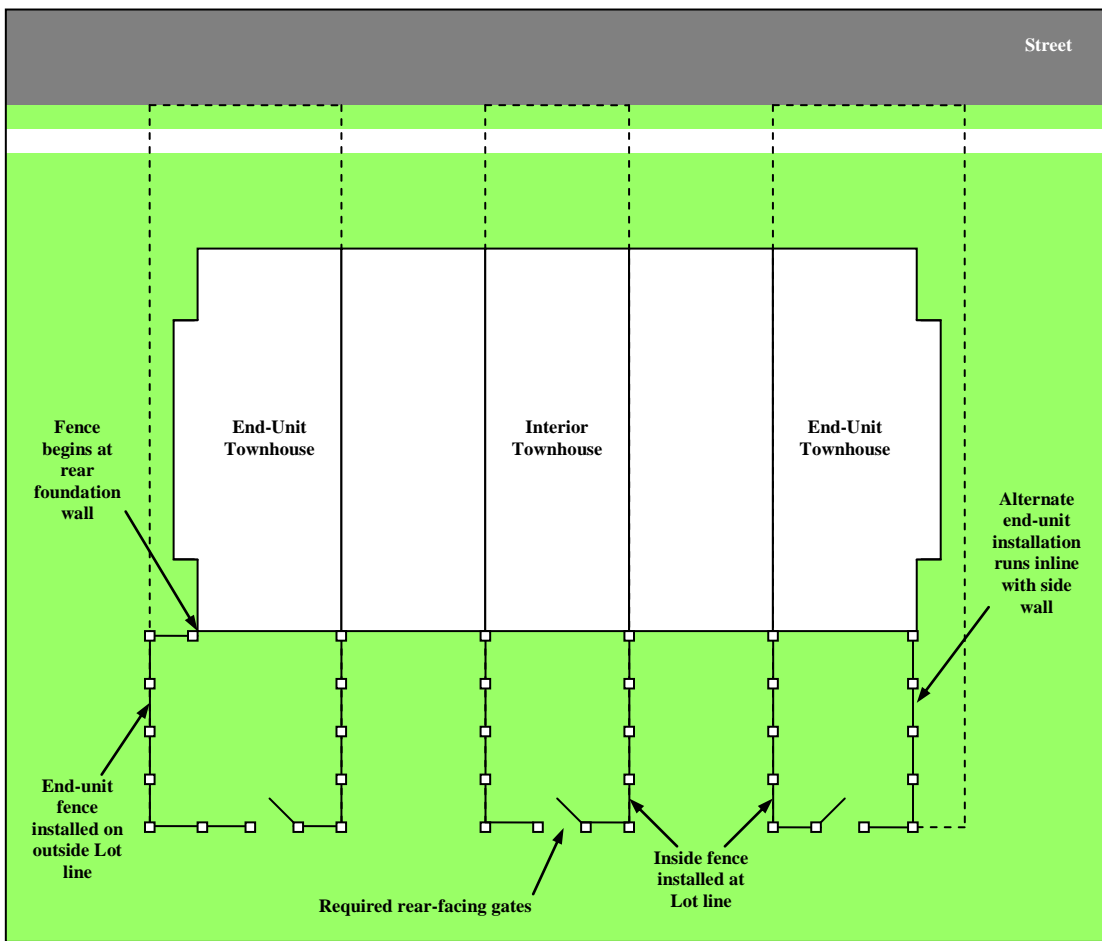 Street
Fence
begins at
rear
foundation
wall
End-Unit
Townhouse
Interior
Townhouse
End-Unit
Townhouse
Alternate
end-unit
installation
runs inline
with side
wall
End-unit
fence
installed on
outside Lot
line
Required rear-facing gates
Inside fence
installed at
Lot line